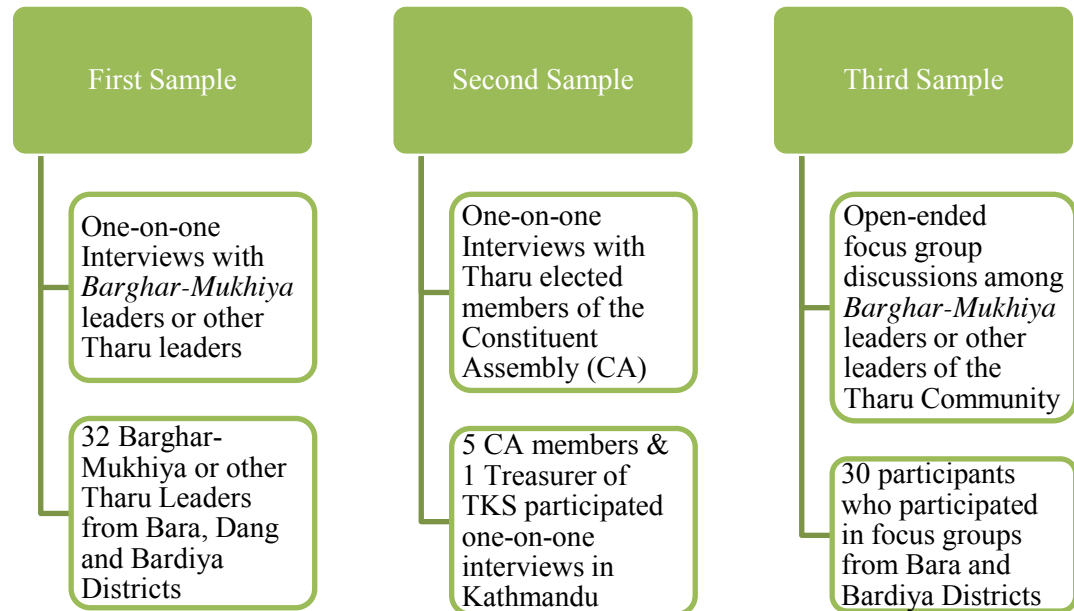 First Sample
One-on-one
Interviews with
Barghar-Mukhiya
leaders or other
Tharu leaders
32 Barghar-
Mukhiya or other
Tharu Leaders
from Bara, Dang
and Bardiya
Districts
Second Sample
One-on-one
Interviews with
Tharu elected
members of the
Constituent
Assembly (CA)
5 CA members &
1 Treasurer of
TKS participated
one-on-one
interviews in
Kathmandu
Third Sample
Open-ended
focus group
discussions among
Barghar-Mukhiya
leaders or other
leaders of the
Tharu Community
30 participants
who participated
in focus groups
from Bara and
Bardiya Districts